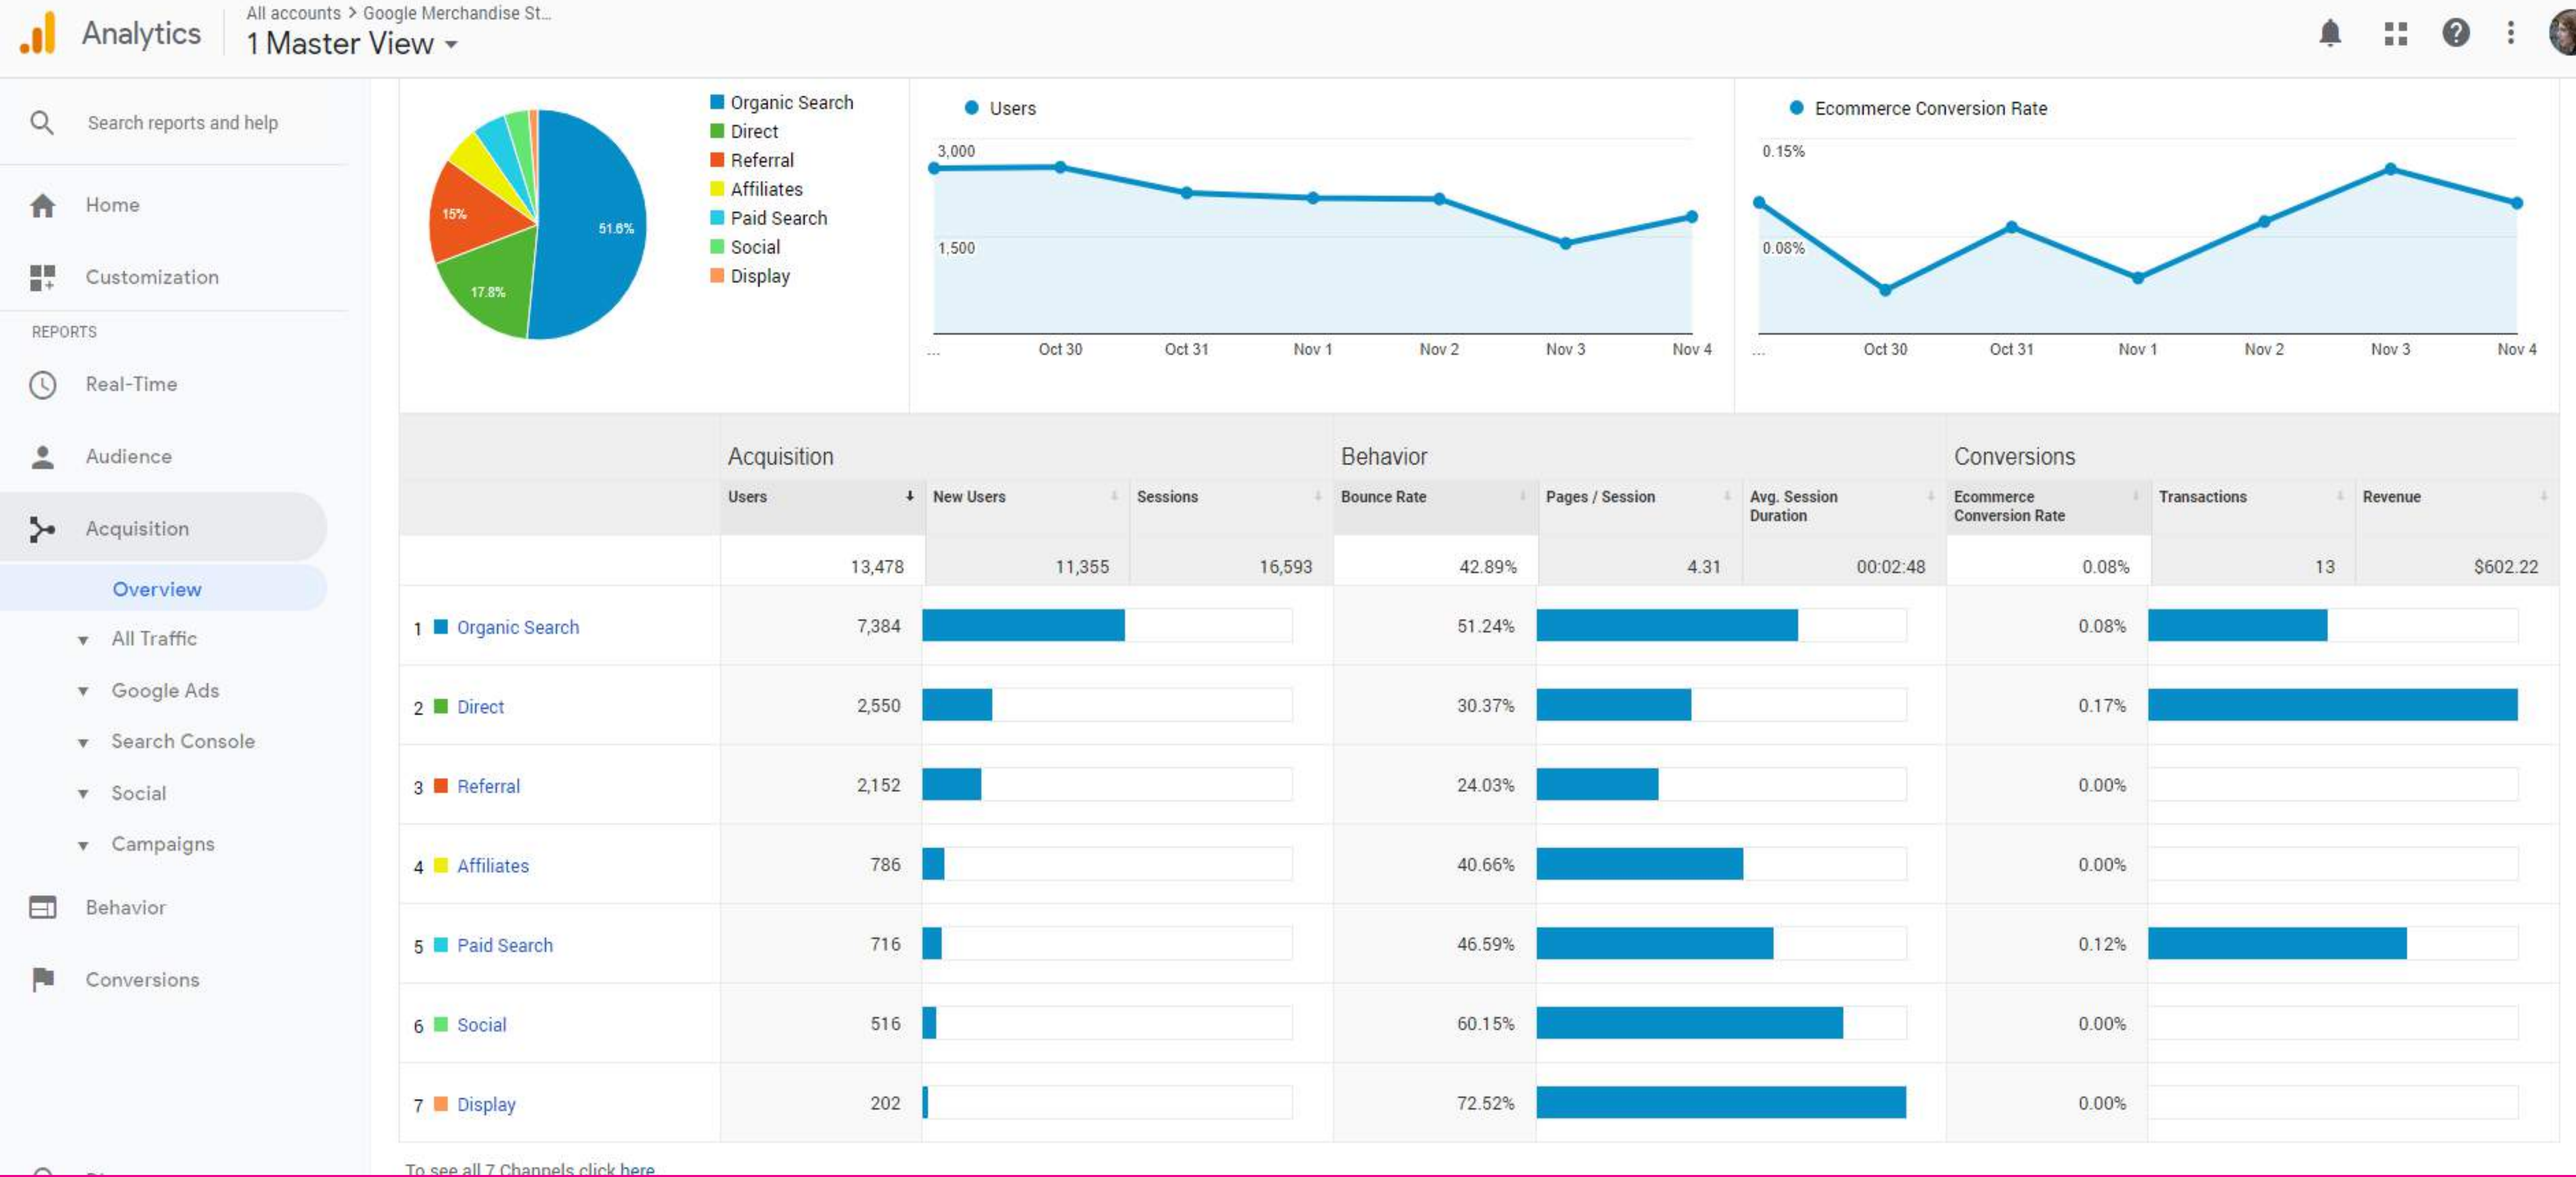 Analytics
All accounts > Google Merchandise St...
1 Master View
Search reports and help
Home
Customization
REPORTS
Real-Time
Audience
Acquisition
Overview
All Traffic
Google Ads
Search Console
Social
Campaigns
Behavior
Conversions
51.6%
17.8%
15%
Organic Search
Direct
Referral
Affiliates
Paid Search
Social
Display
Users
3,000
1,500
... Oct 30 Oct 31 Nov 1 Nov 2 Nov 3 Nov 4
Ecommerce Conversion Rate
0.15%
0.08%
... Oct 30 Oct 31 Nov 1 Nov 2 Nov 3 Nov 4
Acquisition Behavior Conversions
Users New Users Sessions Bounce Rate Pages / Session Avg. Session Duration Ecommerce Conversion Rate Transactions Revenue
13,478 11,355 16,593 42.89% 4.31 00:02:48 0.08% 13 $602.22
1 Organic Search 7,384 51.24% 0.08%
2 Direct 2,550 30.37% 0.17%
3 Referral 2,152 24.03% 0.00%
4 Affiliates 786 40.66% 0.00%
5 Paid Search 716 46.59% 0.12%
6 Social 516 60.15% 0.00%
7 Display 202 72.52% 0.00%
To see all 7 Channels click here